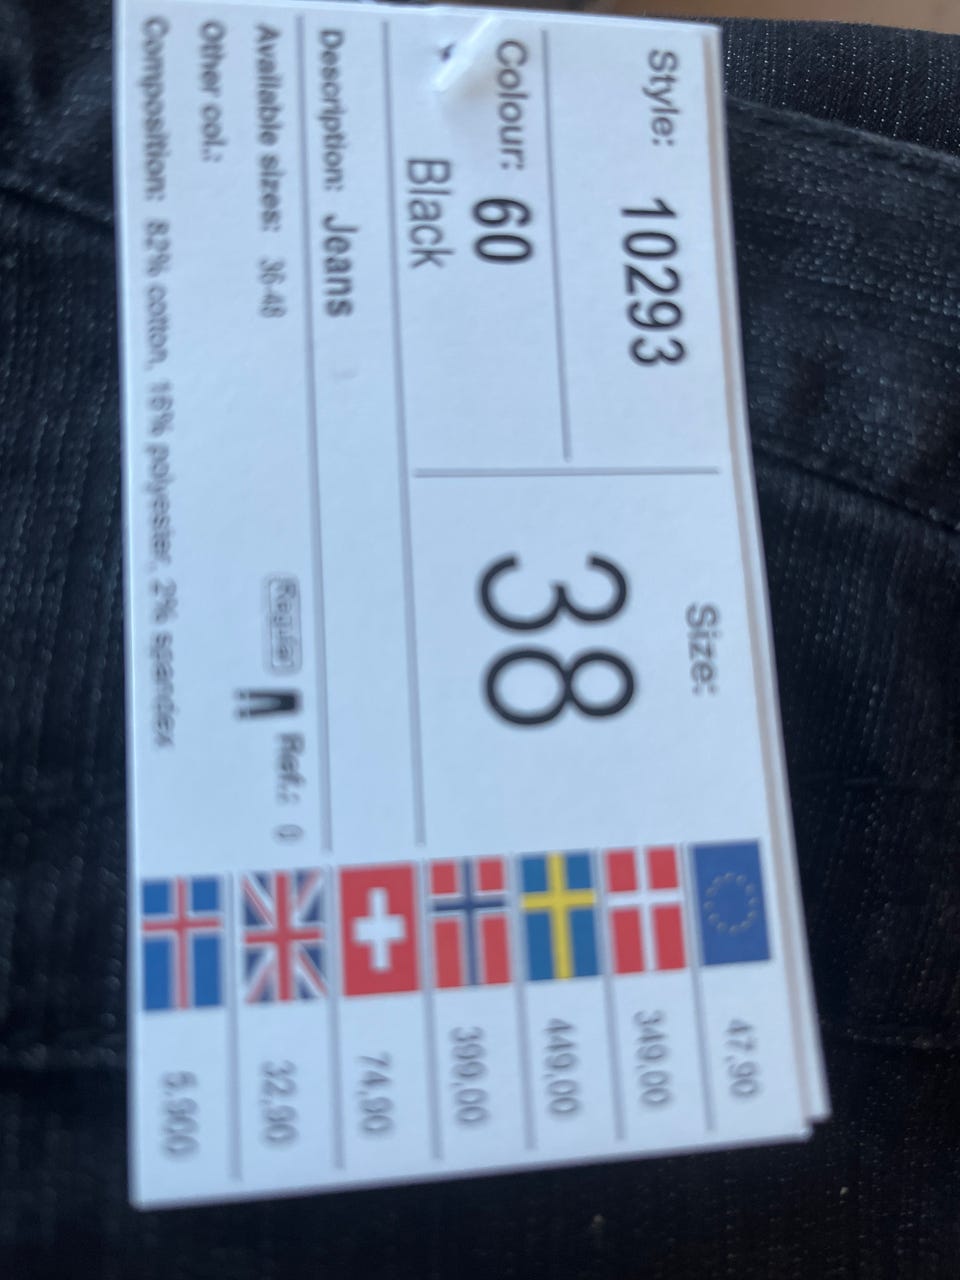 Style: 10293
Size:
38
Colour: 60
Black
Description: Jeans
Available sizes: 36-48
Regular
Ref.: 0
Other col.:
Composition: 82% cotton, 16% polyester, 2% spandex
47,90
349,00
449,00
399,00
74,90
32,90
5.900